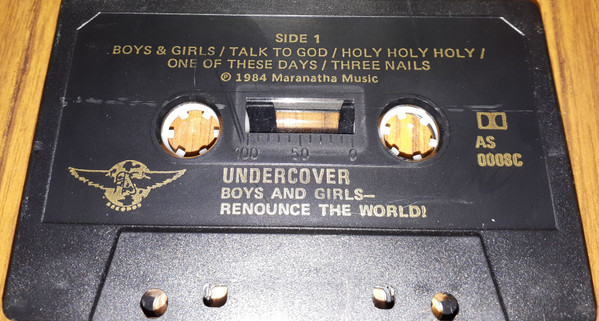 SIDE 1
BOYS & GIRLS / TALK TO GOD / HOLY HOLY HOLY /
ONE OF THESE DAYS / THREE NAILS
℗ 1984 Maranatha Music
100 50 0
AS
0008C
UNDERCOVER
BOYS AND GIRLS—
RENOUNCE THE WORLD!